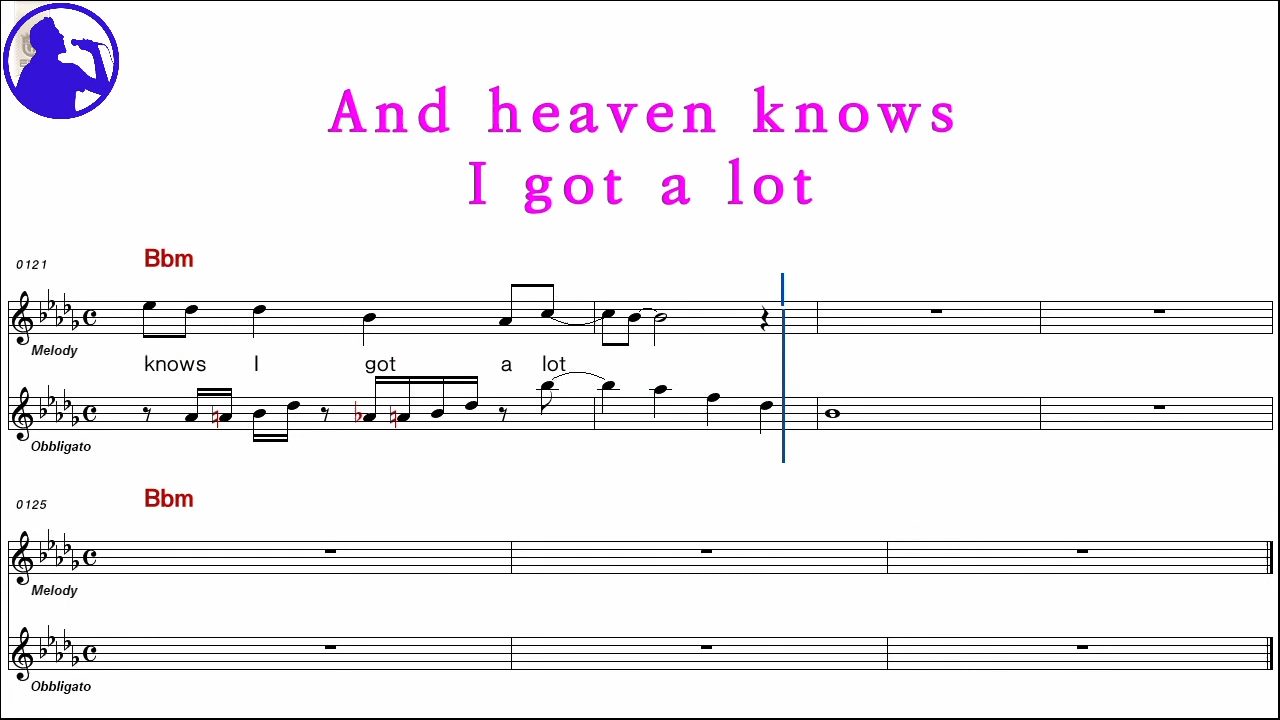 And heaven knows
I got a lot
0121
Bbm
Melody
knows I got a lot
Obbligato
0125
Bbm
Melody
Obbligato